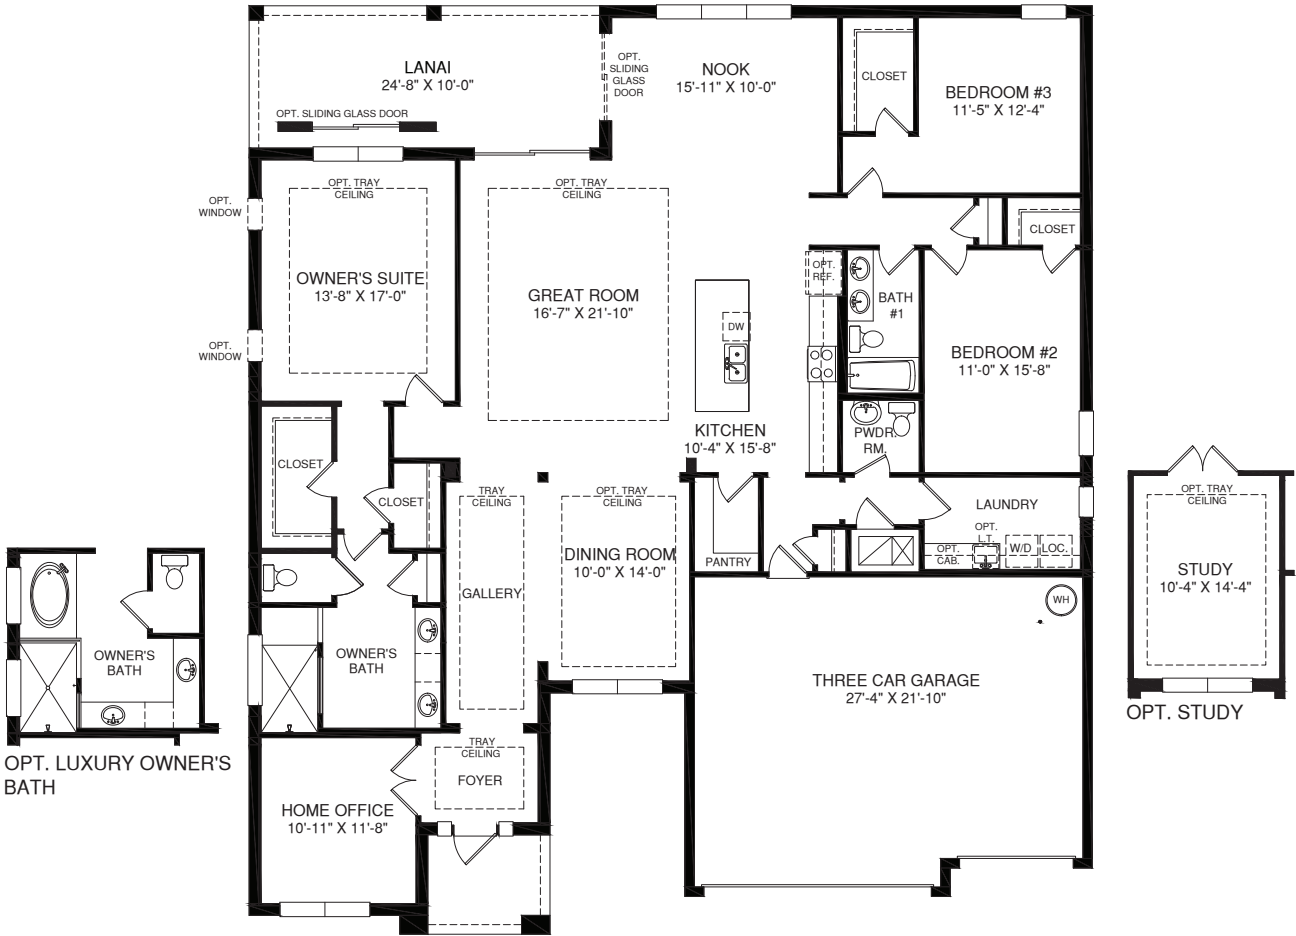 LANAI
24'-8" X 10'-0"
OPT. SLIDING GLASS DOOR
OPT.
SLIDING
GLASS
DOOR
NOOK
15'-11" X 10'-0"
CLOSET
BEDROOM #3
11'-5" X 12'-4"
OPT. TRAY
CEILING
OPT.
WINDOW
OWNER'S SUITE
13'-8" X 17'-0"
OPT.
WINDOW
OPT. TRAY
CEILING
GREAT ROOM
16'-7" X 21'-10"
DW
KITCHEN
10'-4" X 15'-8"
OPT.
REF.
BATH
#1
CLOSET
BEDROOM #2
11'-0" X 15'-8"
PWDR.
RM.
CLOSET
CLOSET
TRAY
CEILING
GALLERY
OPT. TRAY
CEILING
DINING ROOM
10'-0" X 14'-0"
PANTRY
LAUNDRY
OPT.
L.T.
OPT.
CAB.
W/D
LOC.
WH
THREE CAR GARAGE
27'-4" X 21'-10"
OWNER'S
BATH
TRAY
CEILING
FOYER
HOME OFFICE
10'-11" X 11'-8"
OWNER'S
BATH
OPT. LUXURY OWNER'S
BATH
OPT. TRAY
CEILING
STUDY
10'-4" X 14'-4"
OPT. STUDY